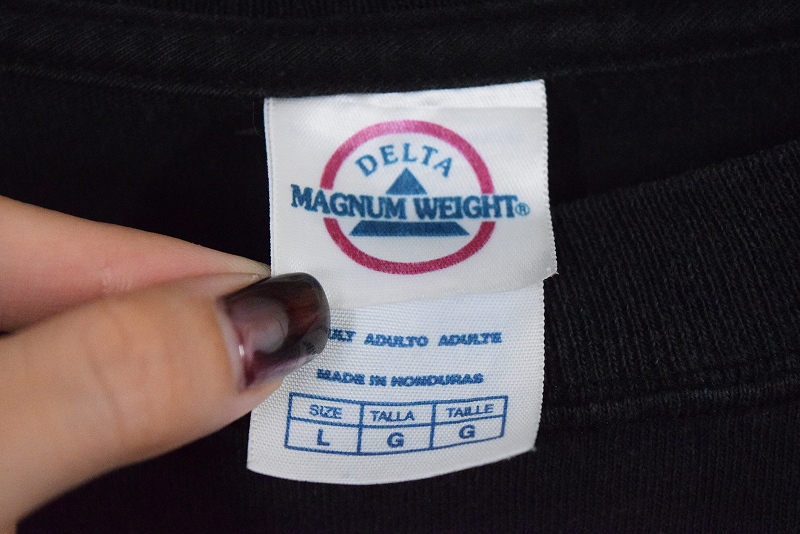 DELTA
MAGNUM WEIGHT®
ADULTO ADULTE
MADE IN HONDURAS
SIZE TALLA TAILLE
L G G